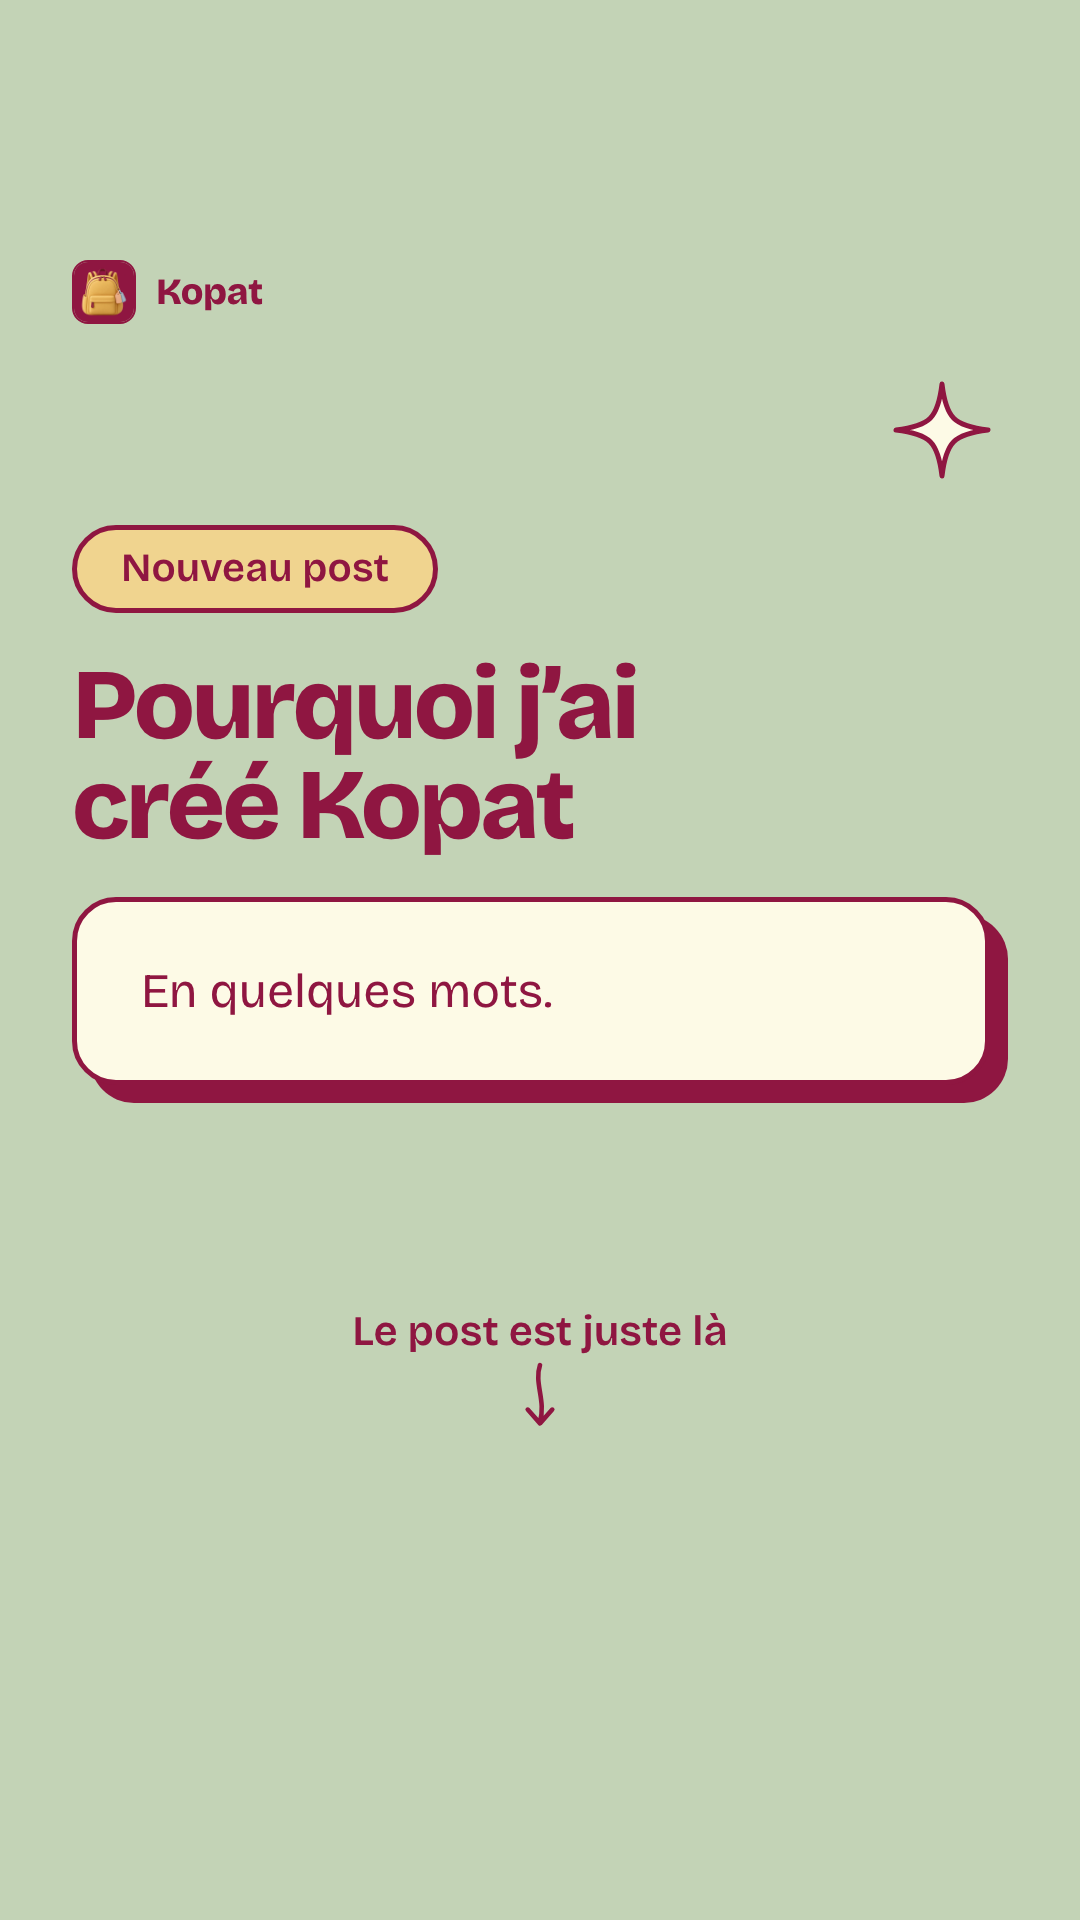 Kopat
Nouveau post
Pourquoi j’ai
créé Kopat
En quelques mots.
Le post est juste là